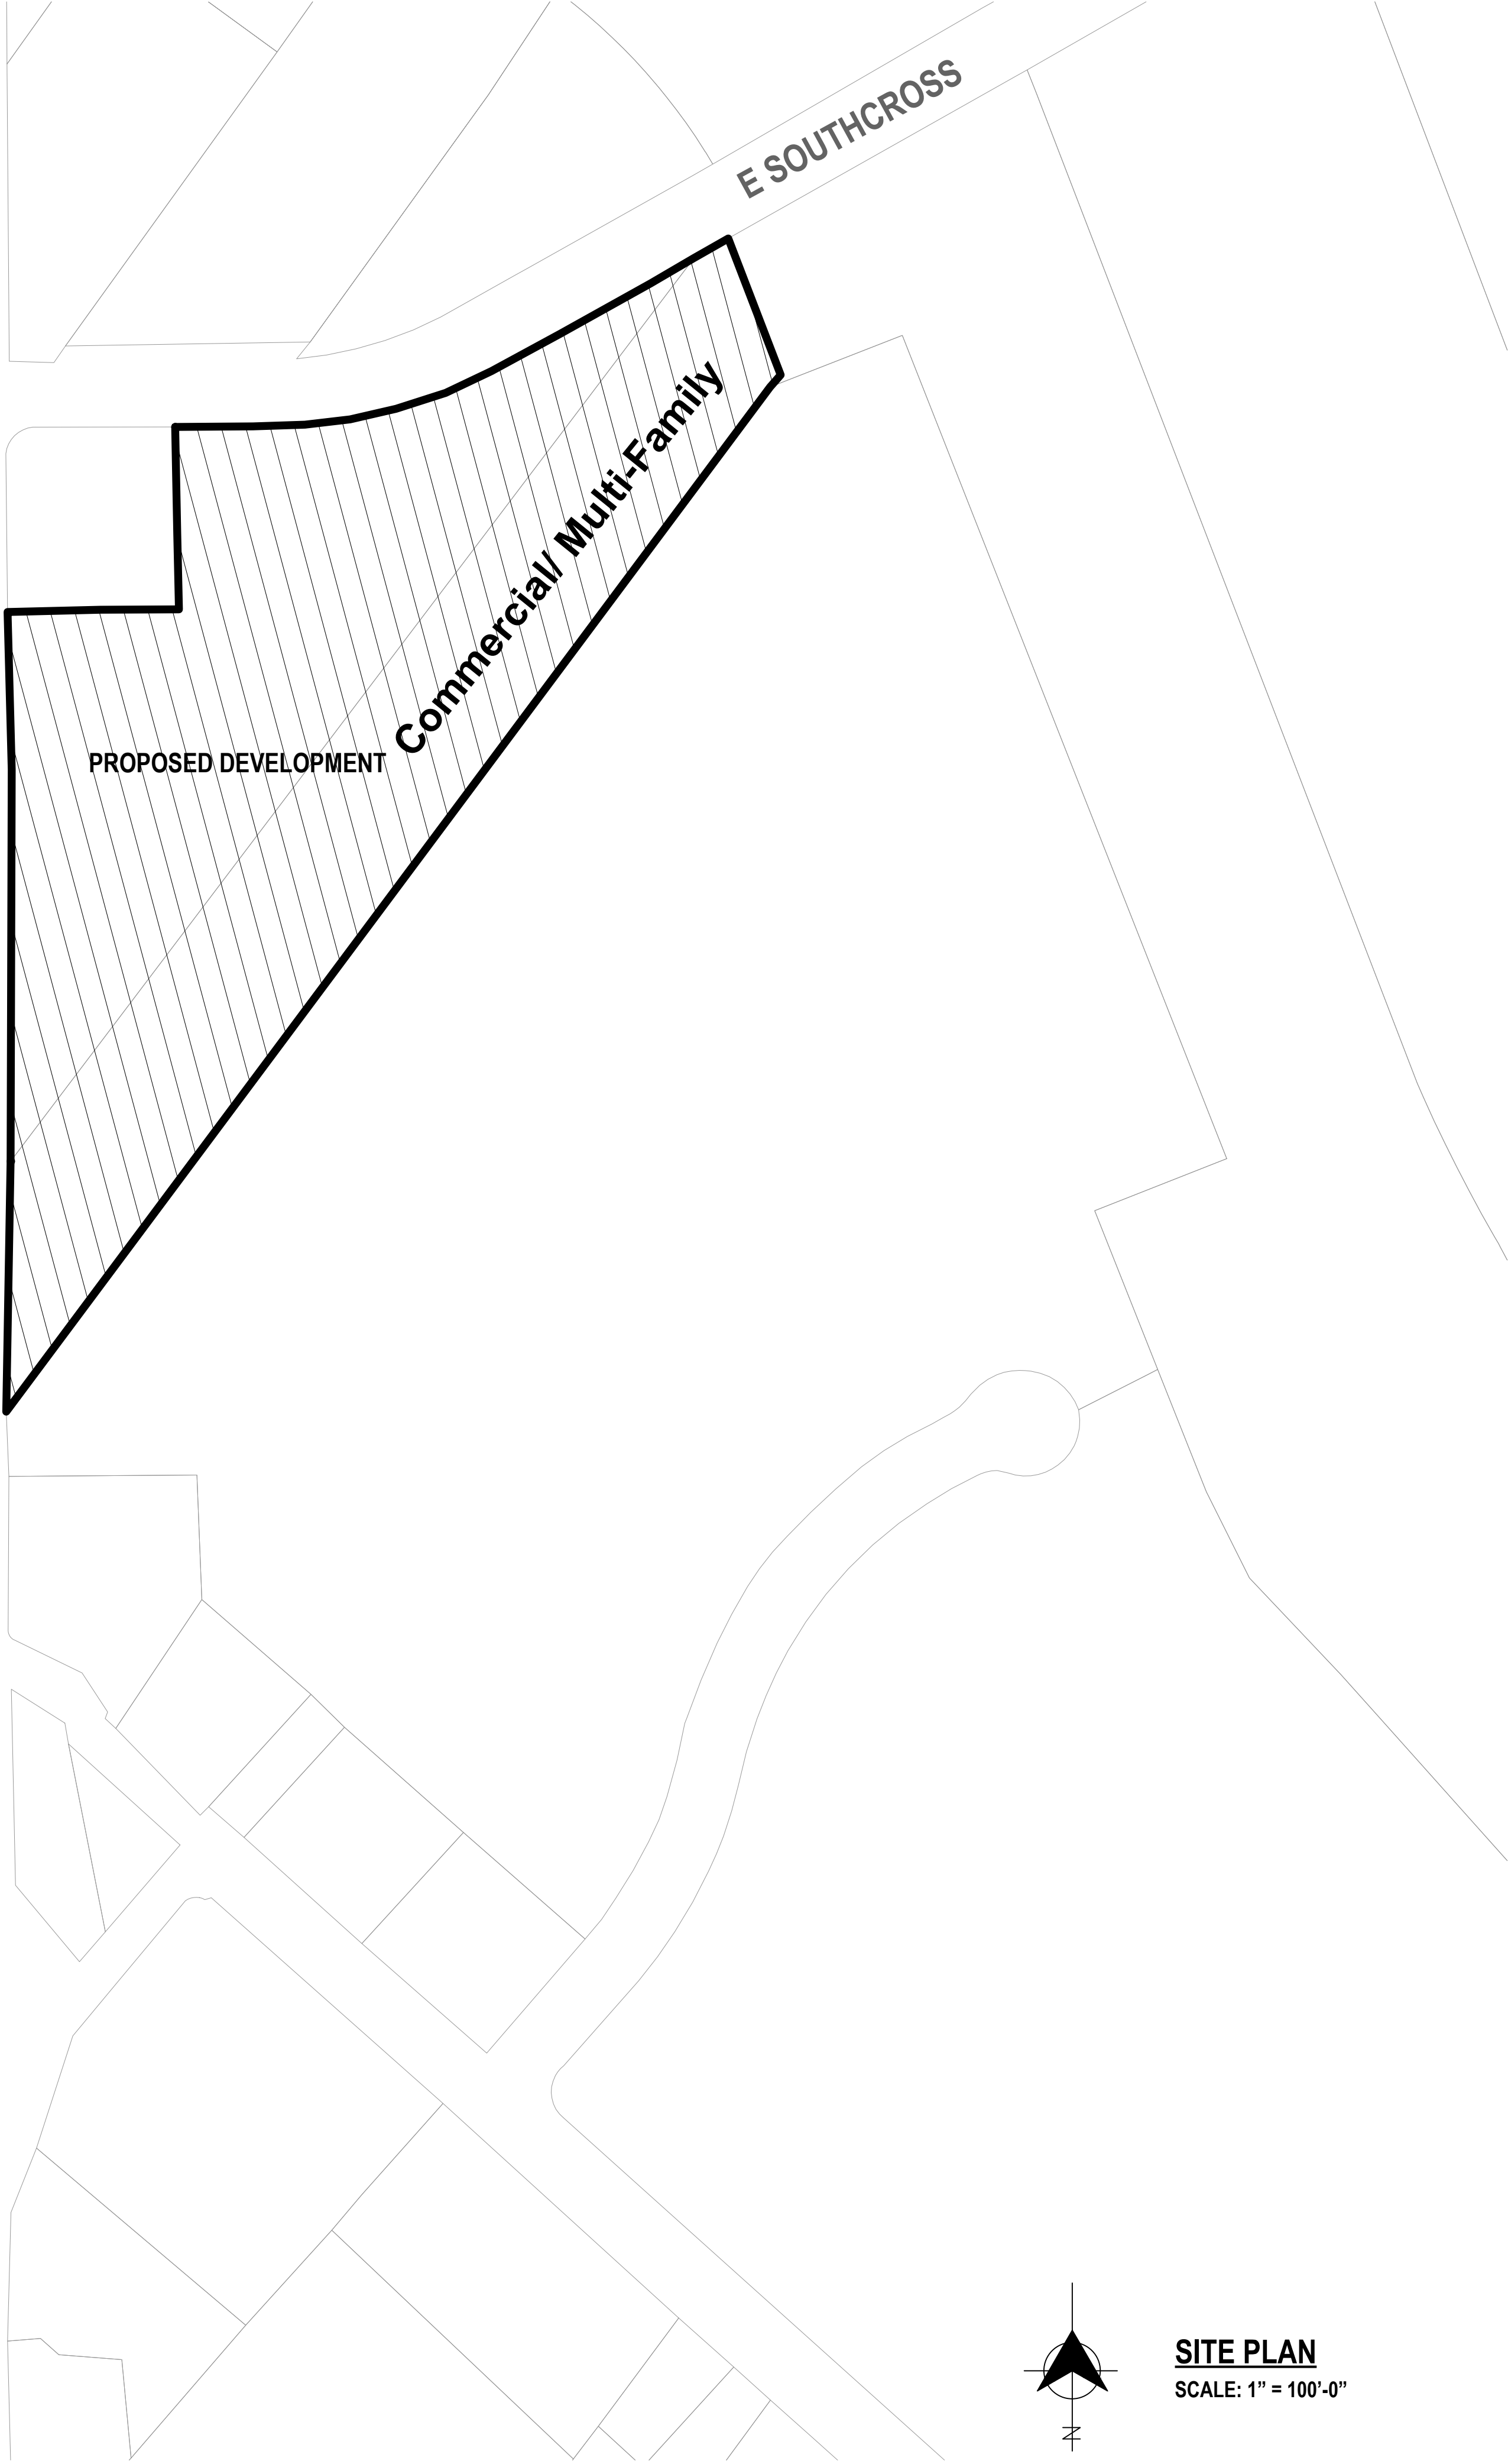 E SOUTHCROSS
Commercial/ Multi-Family
PROPOSED DEVELOPMENT
SITE PLAN
SCALE: 1” = 100’-0”
N